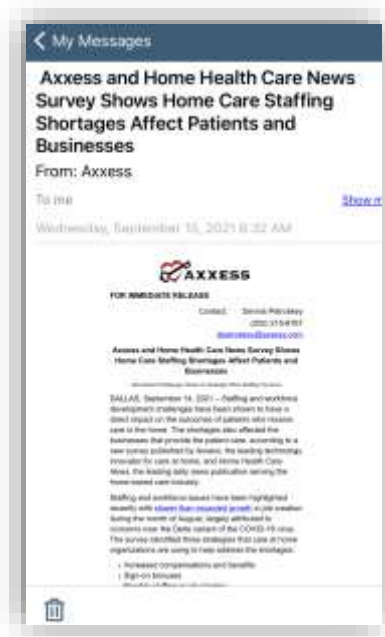 My Messages
Axxess and Home Health Care News
Survey Shows Home Care Staffing
Shortages Affect Patients and
Businesses
From: Axxess
To me
Show m
Wednesday, September 15, 2021 8:32 AM
AXXESS
FOR IMMEDIATE RELEASE
Contact:
Axxess and Home Health Care News Survey Shows
Home Care Staffing Shortages Affect Patients and
Businesses
DALLAS, September 14, 2021 – Staffing and workforce
development challenges have been shown to have a
direct impact on the outcomes of patients who receive
care in the home. The shortages also affected the
businesses that provide the patient care, according to a
new survey published by Axxess, the leading technology
innovator for care at home, and Home Health Care
News, the leading daily news publication serving the
home-based care industry.
Staffing and workforce issues have been highlighted
recently with slower than expected growth in job creation
during the month of August, largely attributed to
concerns over the Delta variant of the COVID-19 virus.
The survey identified three strategies that care at home
organizations are using to help address the shortages:
Increased compensations and benefits
Sign-on bonuses